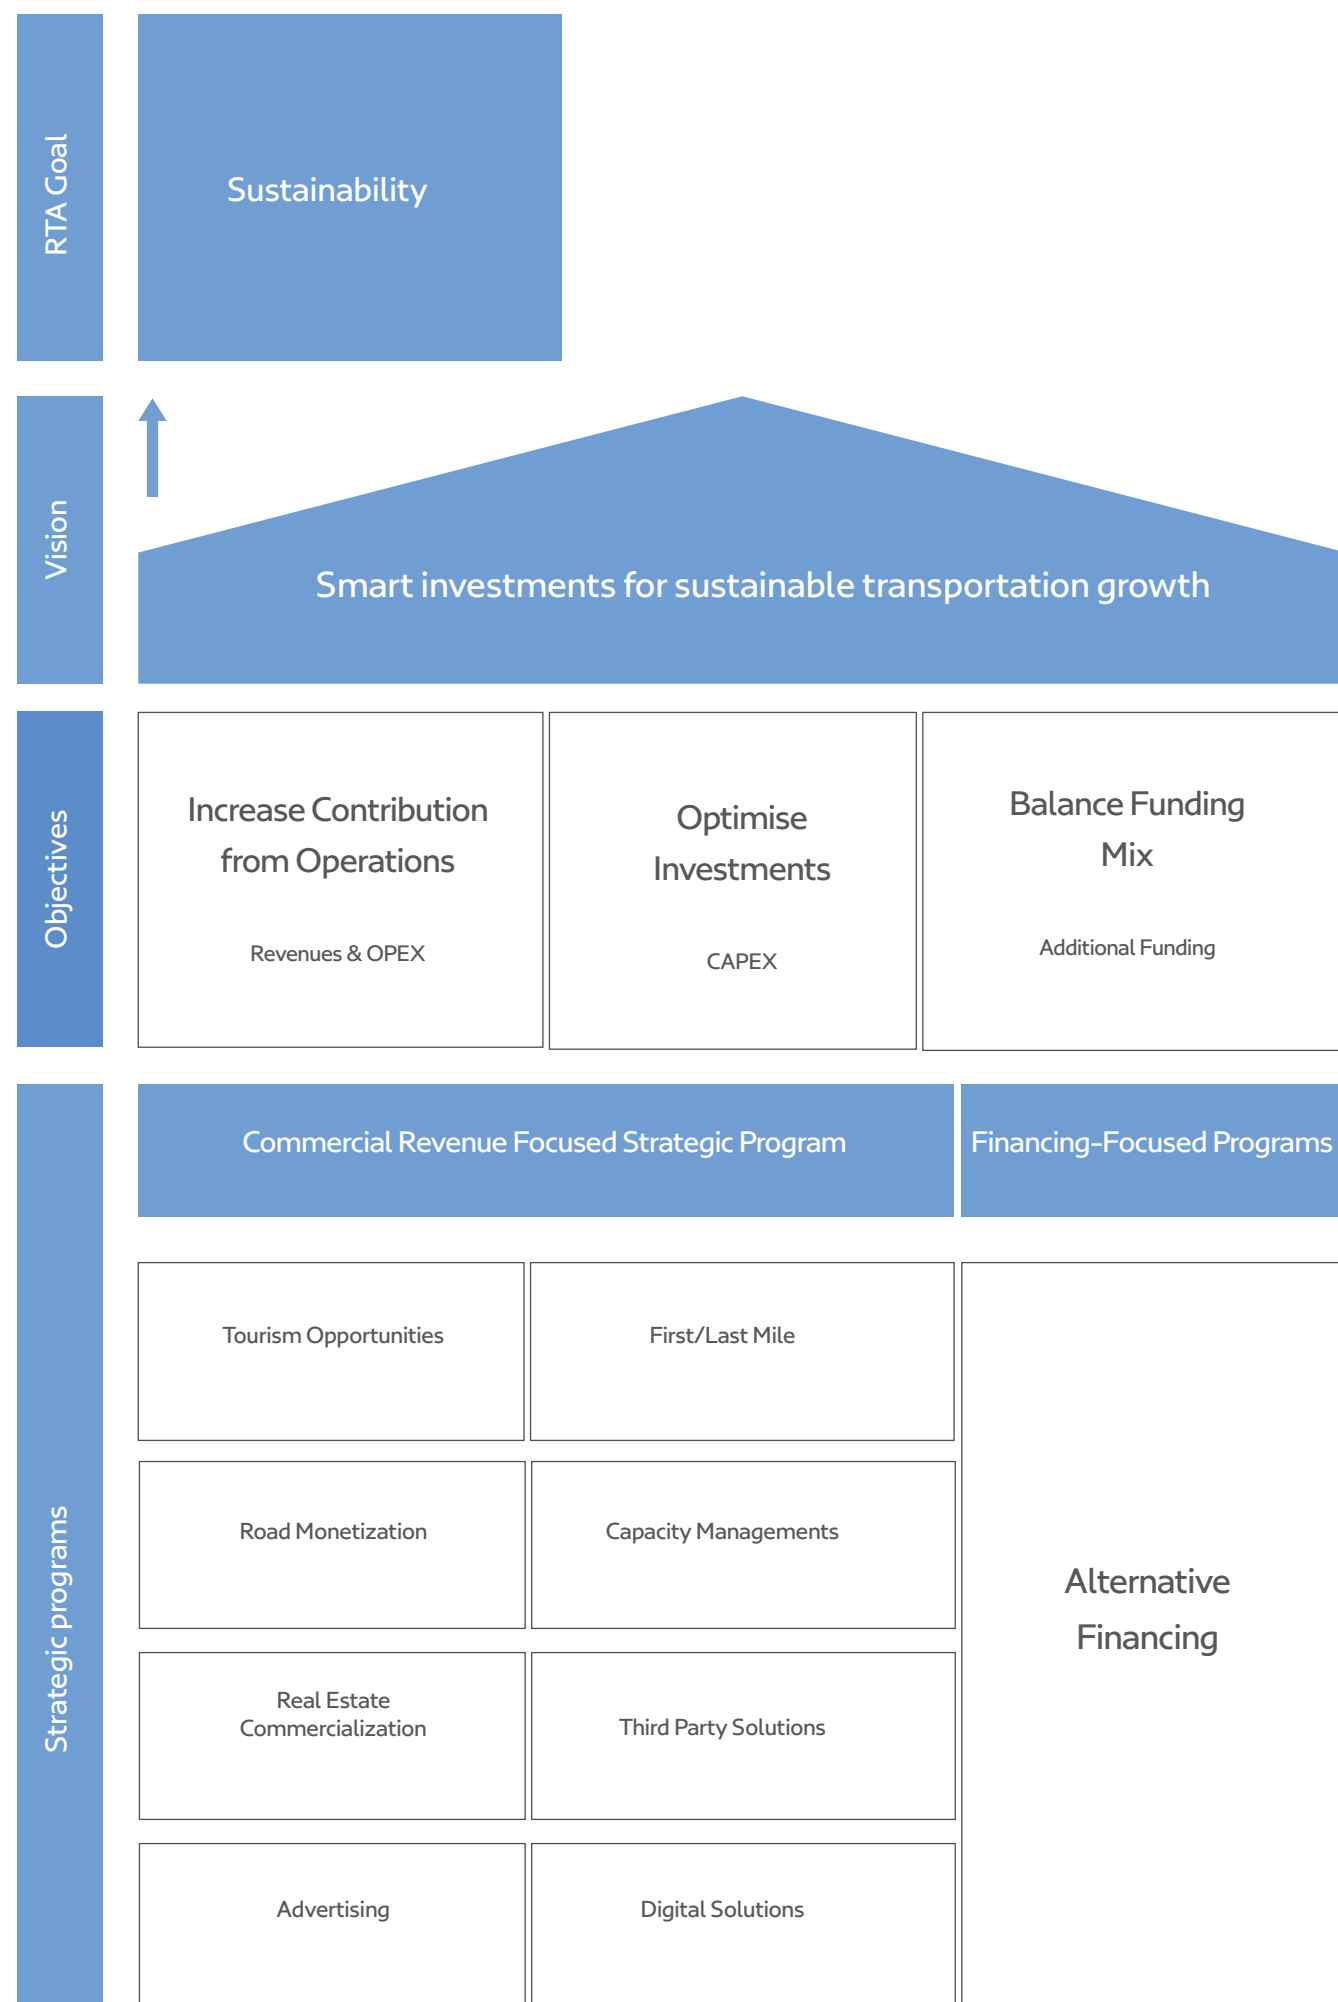 RTA Goal
Sustainability
Vision
Smart investments for sustainable transportation growth
Objectives
Increase Contribution
from Operations
Revenues & OPEX
Optimise
Investments
CAPEX
Balance Funding
Mix
Additional Funding
Strategic programs
Commercial Revenue Focused Strategic Program
Financing-Focused Programs
Tourism Opportunities
First/Last Mile
Road Monetization
Capacity Managements
Real Estate
Commercialization
Third Party Solutions
Advertising
Digital Solutions
Alternative
Financing